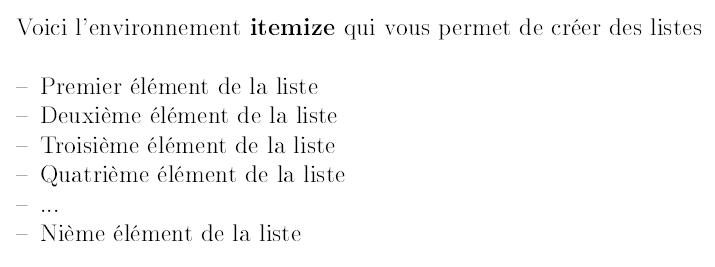 Voici l'environnement itemize qui vous permet de créer des listes
– Premier élément de la liste
– Deuxième élément de la liste
– Troisième élément de la liste
– Quatrième élément de la liste
– ...
– Nième élément de la liste